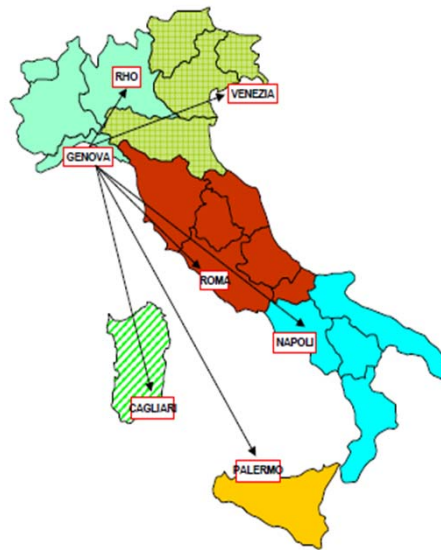 RHO
VENEZIA
GENOVA
ROMA
NAPOLI
CAGLIARI
PALERMO